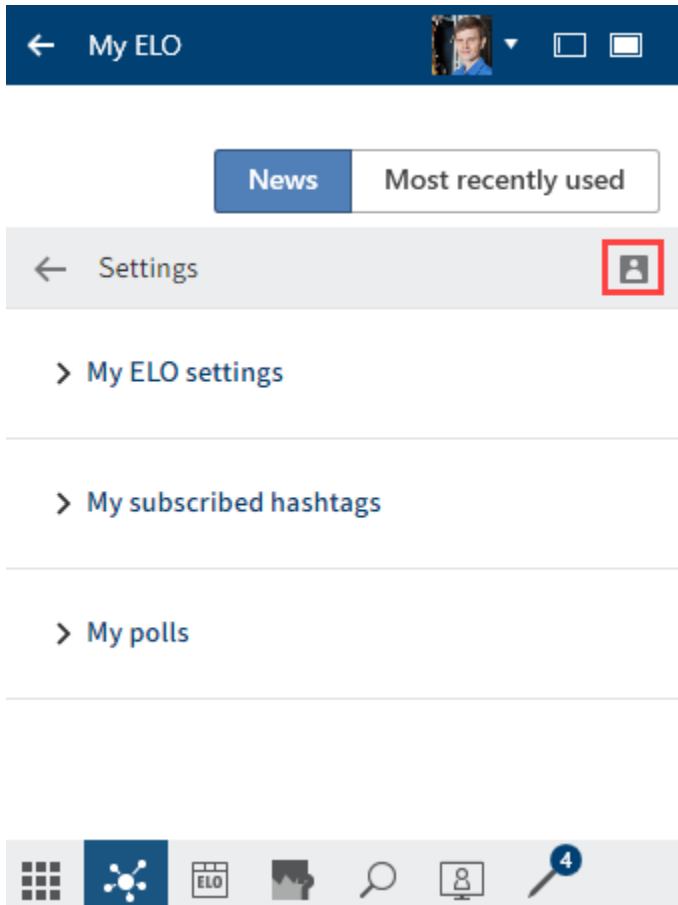 My ELO
News Most recently used
Settings
My ELO settings
My subscribed hashtags
My polls
4
ELO